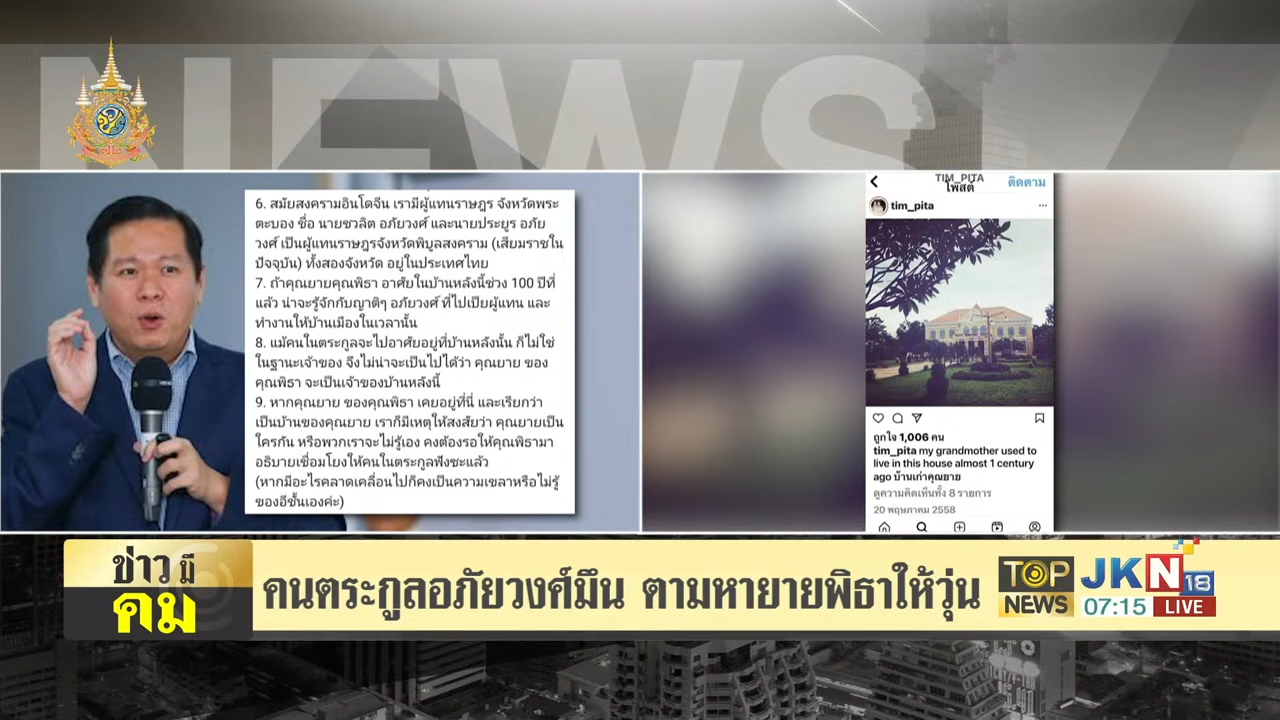 NEWS
6. สมัยสงครามอินโดจีน เรามีผู้แทนราษฎร จังหวัดพระ
ตะบอง ชื่อ นายชวลิต อภัยวงศ์ และนายประยูร อภัย
วงศ์ เป็นผู้แทนราษฎรจังหวัดพิบูลสงคราม (เสียมราชใน
ปัจจุบัน) ทั้งสองจังหวัด อยู่ในประเทศไทย
7. ถ้าคุณยายคุณพิธา อาศัยในบ้านหลังนี้ช่วง 100 ปีที่
แล้ว น่าจะรู้จักกับญาติๆ อภัยวงศ์ ที่ไปเปียผู้แทน และ
ทำงานให้บ้านเมืองในเวลานั้น
8. แม้คนในตระกูลจะไปอาศัยอยู่ที่บ้านหลังนั้น ก็ไม่ใช่
ในฐานะเจ้าของ จึงไม่น่าจะเป็นไปได้ว่า คุณยาย ของ
คุณพิธา จะเป็นเจ้าของบ้านหลังนี้
9. หากคุณยาย ของคุณพิธา เคยอยู่ที่นี่ และเรียกว่า
เป็นบ้านของคุณยาย เราก็มีเหตุให้สงสัยว่า คุณยายเป็น
ใครกัน หรือพวกเราจะไม่รู้เอง คงต้องรอให้คุณพิธามา
อธิบายเชื่อมโยงให้คนในตระกูลฟังซะแล้ว
(หากมีอะไรคลาดเคลื่อนไปก็คงเป็นความเขลาหรือไม่รู้
ของอีชั้นเองค่ะ)
TIM_PITA
โพสต์
ติดตาม
tim_pita
ถูกใจ 1,006 คน
tim_pita my grandmother used to
live in this house almost 1 century
ago บ้านเก่าคุณยาย
ดูความคิดเห็นทั้ง 8 รายการ
20 พฤษภาคม 2558
ข่าวมี
คม
คนตระกูลอภัยวงศ์มึน ตามหายายพิธาให้วุ่น
TOP
NEWS
JKN18
07:15 LIVE